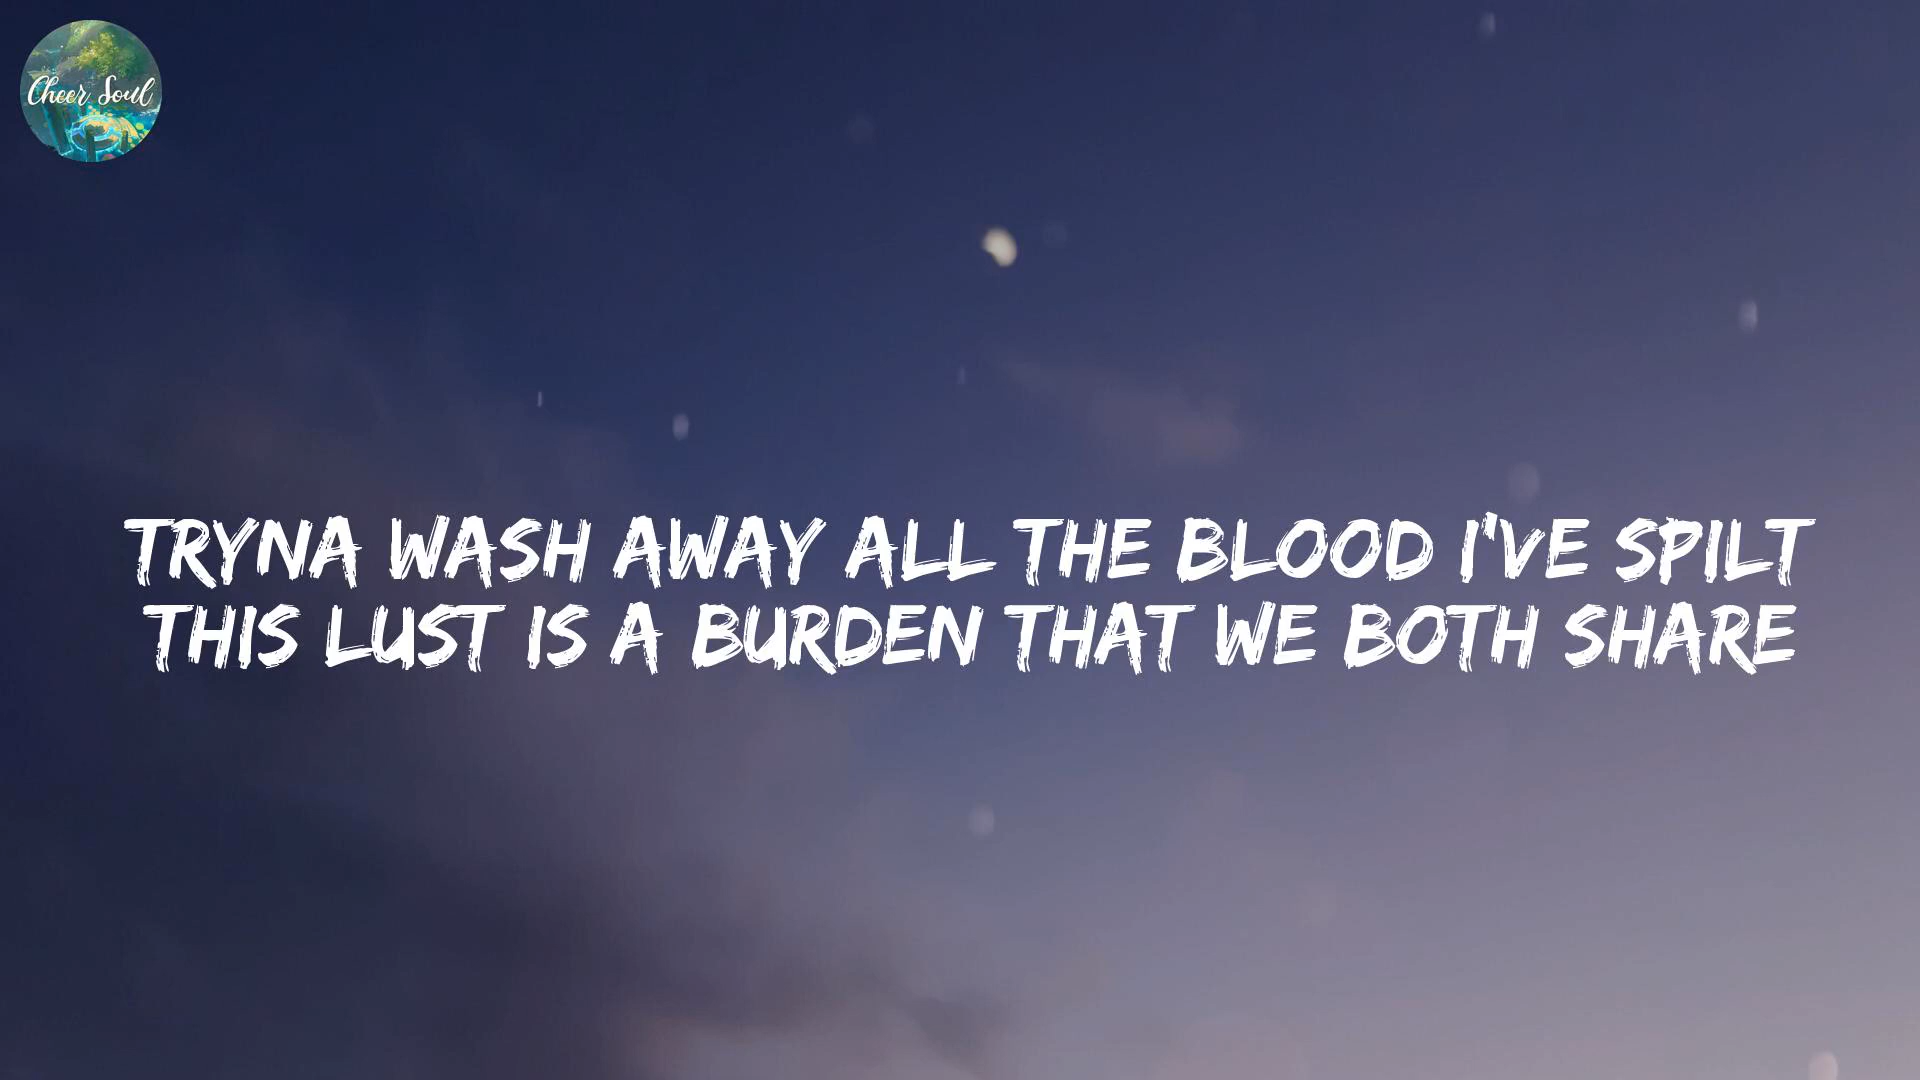 Cheer Soul
TRYNA WASH AWAY ALL THE BLOOD I'VE SPILT
THIS LUST IS A BURDEN THAT WE BOTH SHARE